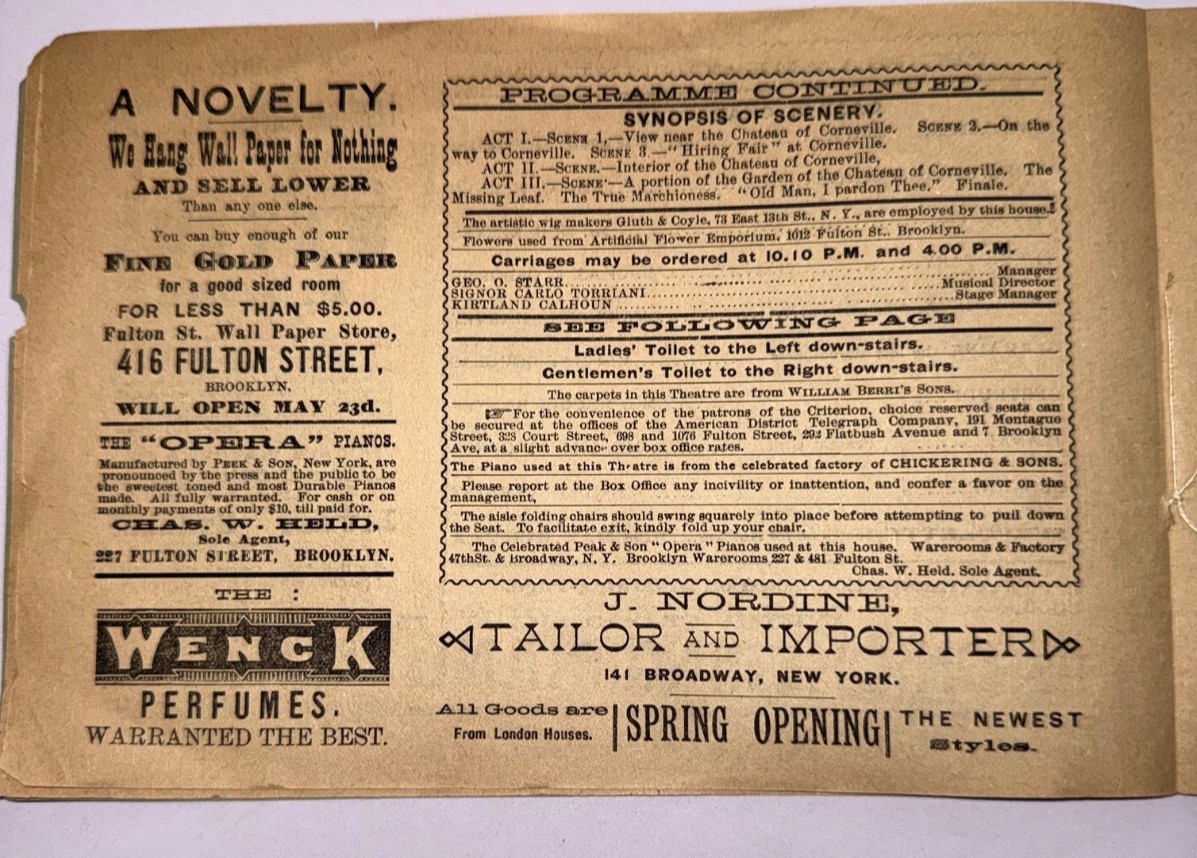 A NOVELTY.
We Hang Wall Paper for Nothing
AND SELL LOWER
Than any one else.
You can buy enough of our
FINE GOLD PAPER
for a good sized room
FOR LESS THAN $5.00.
Fulton St. Wall Paper Store,
416 FULTON STREET,
BROOKLYN,
WILL OPEN MAY 23d.
THE "OPERA" PIANOS.
Manufactured by PEEK & SON, New York, are
pronounced by the press and the public to be
the sweetest toned and most Durable Pianos
made. All fully warranted. For cash or on
monthly payments of only $10, till paid for.
CHAS. W. HELD,
Sole Agent,
227 FULTON STREET, BROOKLYN.
THE :
WENCK
PERFUMES.
WARRANTED THE BEST.
PROGRAMME CONTINUED.
SYNOPSIS OF SCENERY.
ACT I.—SCENE 1,—View near the Chateau of Corneville. SCENE 2.—On the
way to Corneville. SCENE 3.—"Hiring Fair" at Corneville.
ACT II.—SCENE.—Interior of the Chateau of Corneville,
ACT III.—SCENE'—A portion of the Garden of the Chateau of Corneville. The
Missing Leaf. The True Marchioness. "Old Man, I pardon Thee." Finale.
The artistic wig makers Gluth & Coyle, 73 East 13th St., N. Y., are employed by this house.
Flowers used from Artificial Flower Emporium, 1012 Fulton St., Brooklyn.
Carriages may be ordered at 10.10 P.M. and 4.00 P.M.
GEO. O. STARR Manager
SIGNOR CARLO TORRIANI Musical Director
KIRTLAND CALHOUN Stage Manager
SEE FOLLOWING PAGE
Ladies' Toilet to the Left down-stairs.
Gentlemen's Toilet to the Right down-stairs.
The carpets in this Theatre are from WILLIAM BERRI'S SONS.
☞For the convenience of the patrons of the Criterion, choice reserved seats can
be secured at the offices of the American District Telegraph Company, 191 Montague
Street, 328 Court Street, 698 and 1076 Fulton Street, 292 Flatbush Avenue and 7 Brooklyn
Ave, at a slight advance over box office rates.
The Piano used at this Theatre is from the celebrated factory of CHICKERING & SONS.
Please report at the Box Office any incivility or inattention, and confer a favor on the
management,
The aisle folding chairs should swing squarely into place before attempting to pull down
the Seat. To facilitate exit, kindly fold up your chair.
The Celebrated Peak & Son "Opera" Pianos used at this house. Warerooms & Factory
47thSt. & Broadway, N, Y. Brooklyn Warerooms 227 & 481 Fulton St.
Chas. W. Held. Sole Agent,
J. NORDINE,
TAILOR AND IMPORTER
141 BROADWAY, NEW YORK.
All Goods are
From London Houses.
SPRING OPENING
THE NEWEST
Styles.